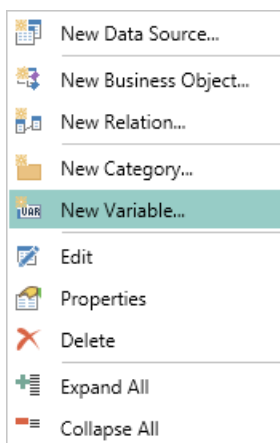 New Data Source...
New Business Object...
New Relation...
New Category...
VAR New Variable...
Edit
Properties
Delete
Expand All
Collapse All